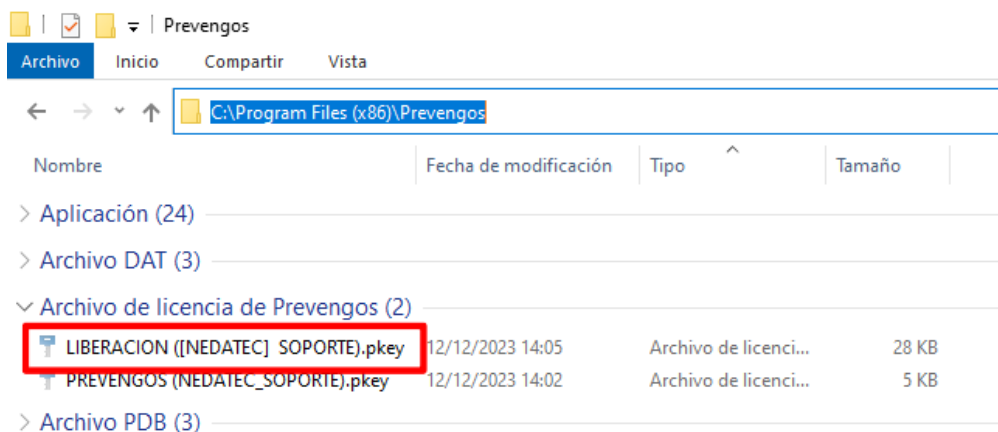 Prevengos
Archivo Inicio Compartir Vista
C:\Program Files (x86)\Prevengos
Nombre Fecha de modificación Tipo Tamaño
Aplicación (24)
Archivo DAT (3)
Archivo de licencia de Prevengos (2)
LIBERACION ([NEDATEC] SOPORTE).pkey 12/12/2023 14:05 Archivo de licenci... 28 KB
PREVENGOS (NEDATEC_SOPORTE).pkey 12/12/2023 14:02 Archivo de licenci... 5 KB
Archivo PDB (3)